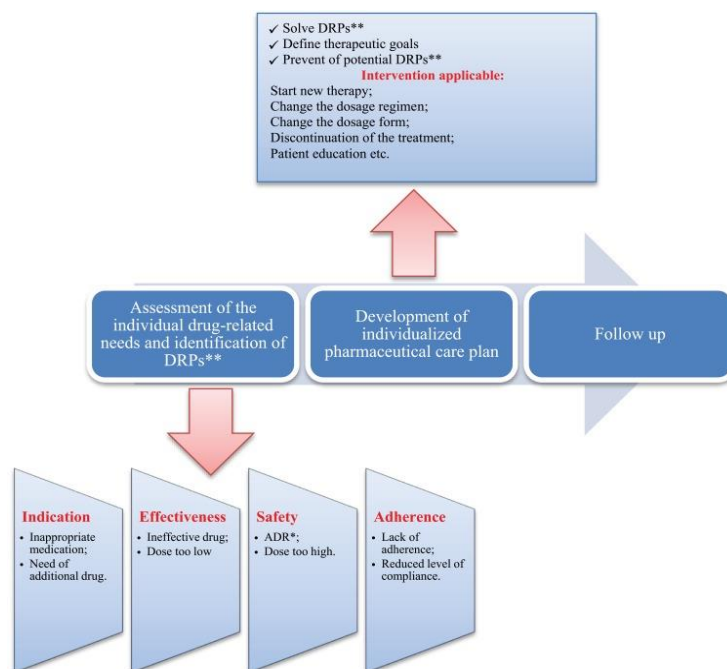 ✓ Solve DRPs**
✓ Define therapeutic goals
✓ Prevent of potential DRPs**
Intervention applicable:
Start new therapy;
Change the dosage regimen;
Change the dosage form;
Discontinuation of the treatment;
Patient education etc.
Assessment of the
individual drug-related
needs and identification of
DRPs**
Development of
individualized
pharmaceutical care plan
Follow up
Indication
• Inappropriate
medication;
• Need of
additional drug.
Effectiveness
• Ineffective drug;
• Dose too low
Safety
• ADR*;
• Dose too high.
Adherence
• Lack of
adherence;
• Reduced level of
compliance.